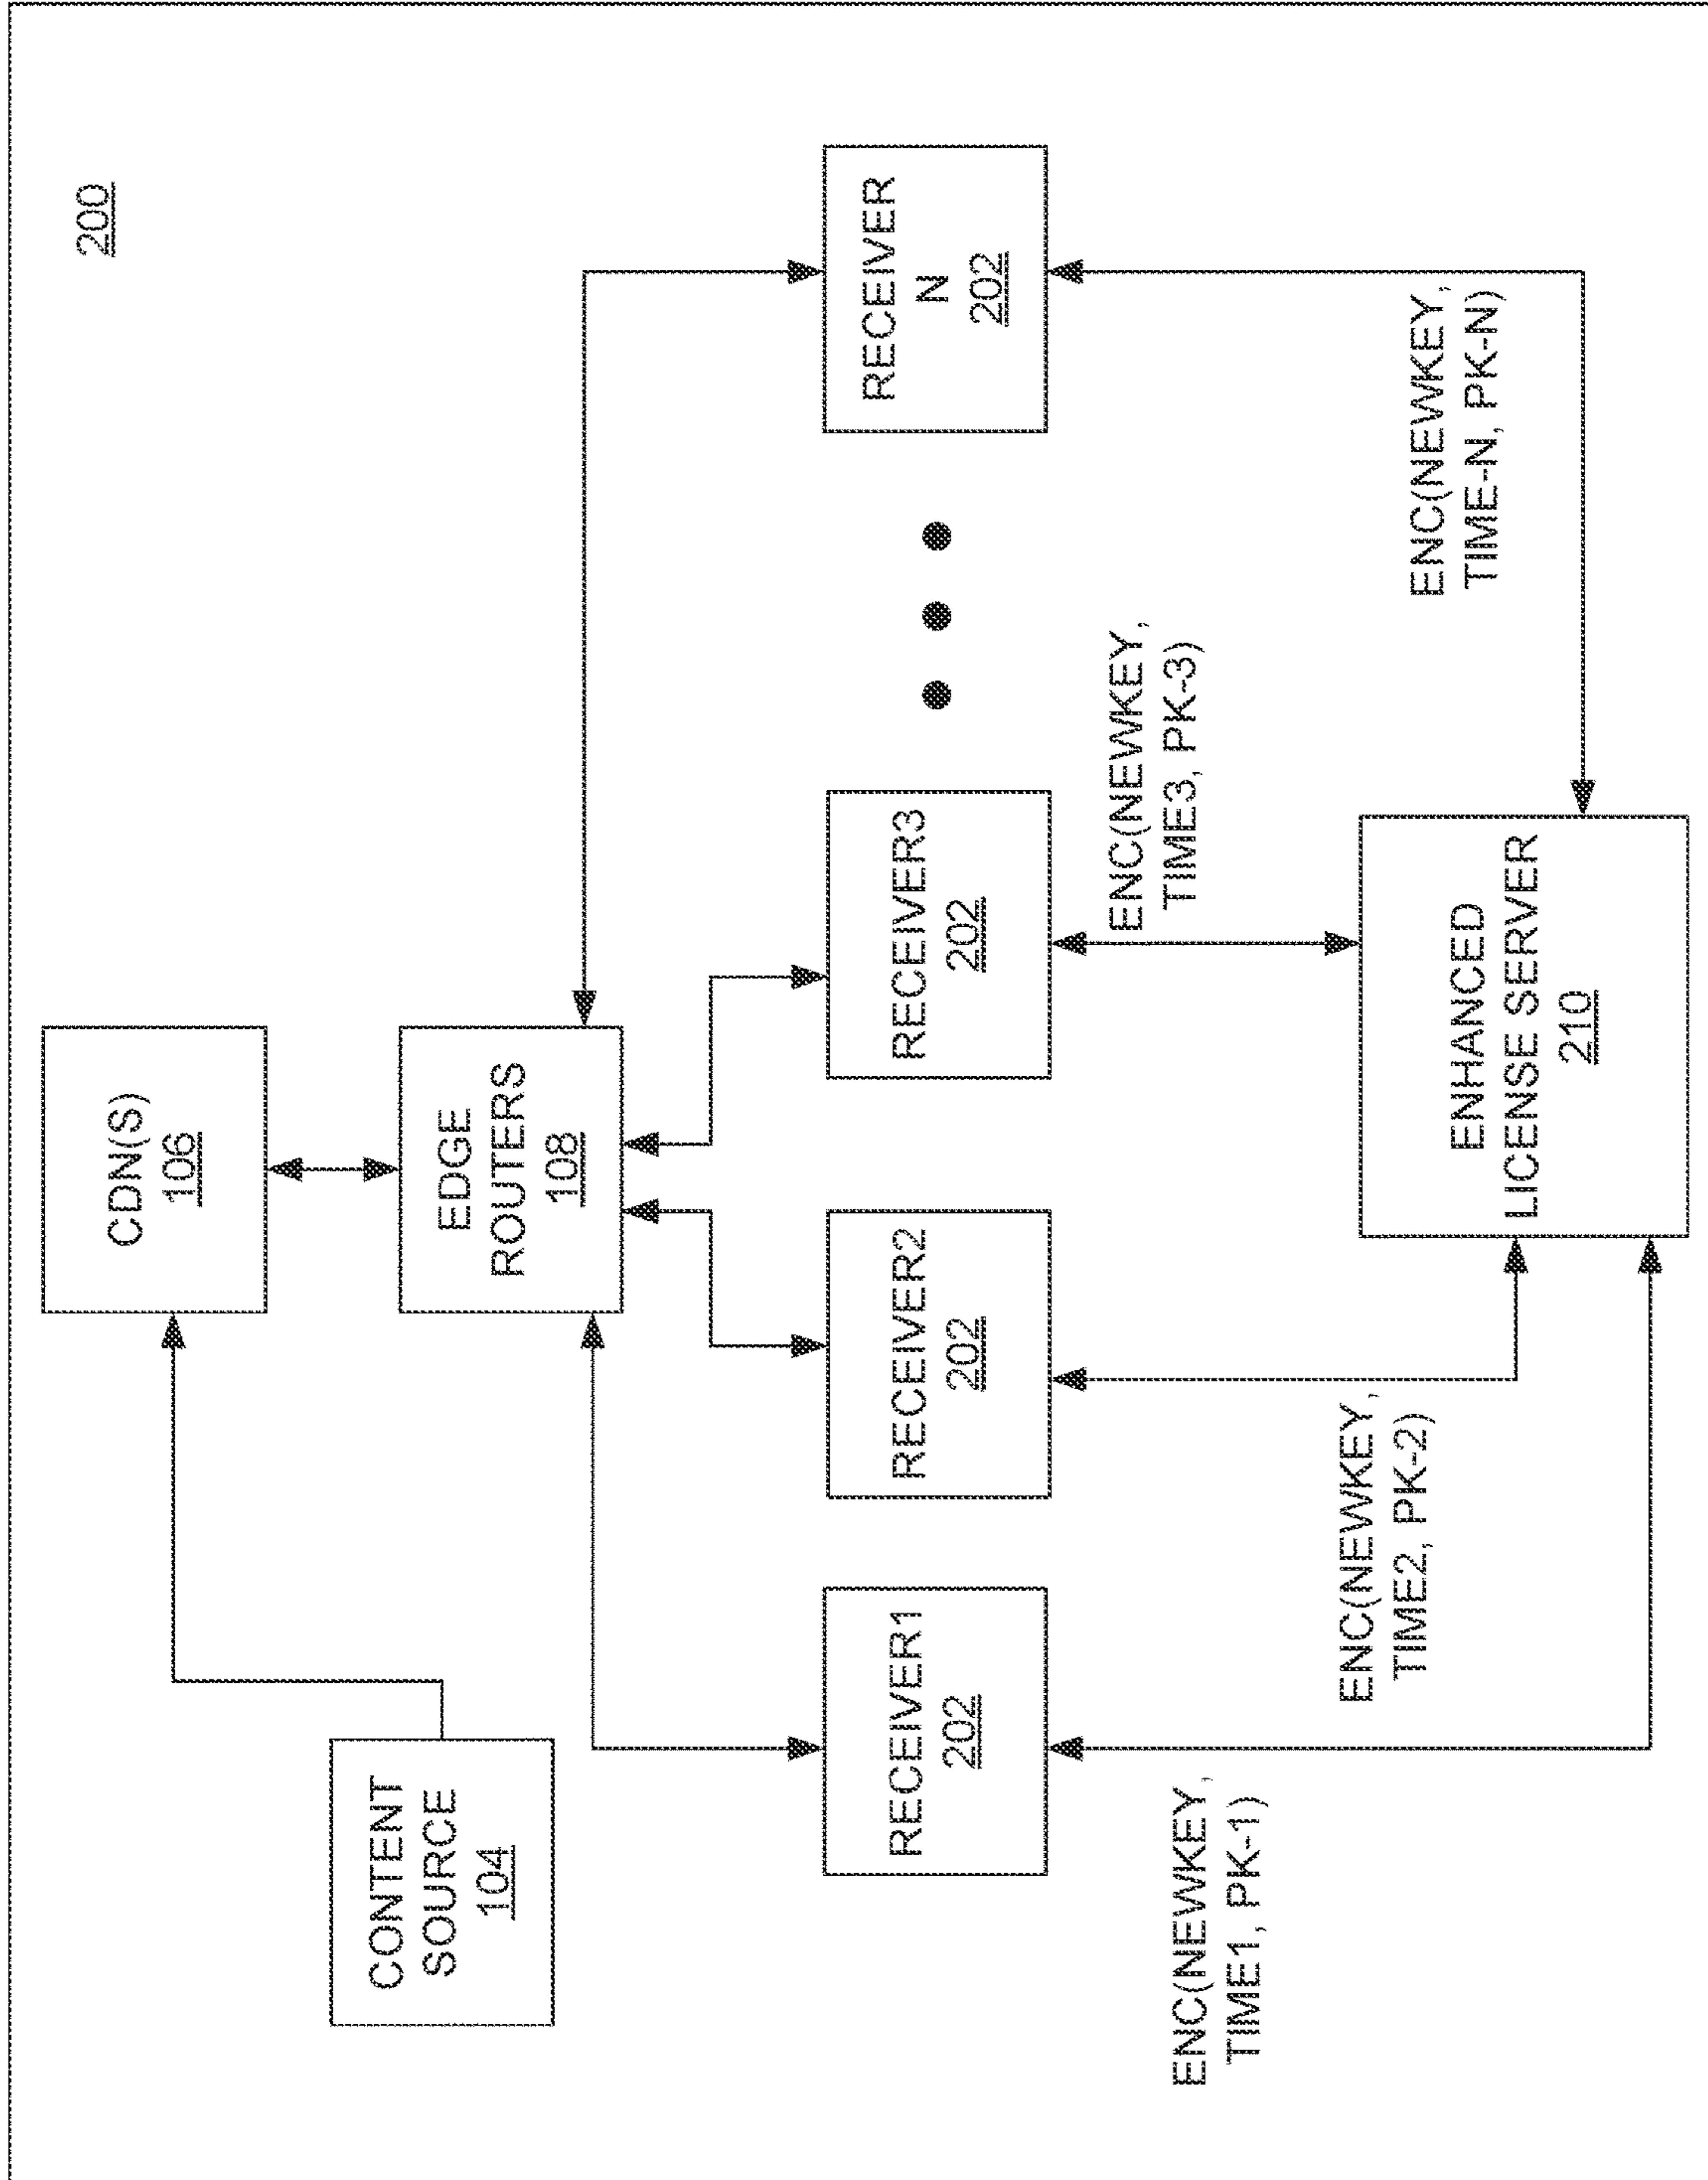 200
CDN(S)
106
CONTENT
SOURCE
104
EDGE
ROUTERS
108
RECEIVER1
202
RECEIVER2
202
RECEIVER3
202
RECEIVER
N
202
ENC(NEWKEY,
TIME1, PK-1)
ENC(NEWKEY,
TIME2, PK-2)
ENC(NEWKEY,
TIME3, PK-3)
ENC(NEWKEY,
TIME-N, PK-N)
ENHANCED
LICENSE SERVER
210